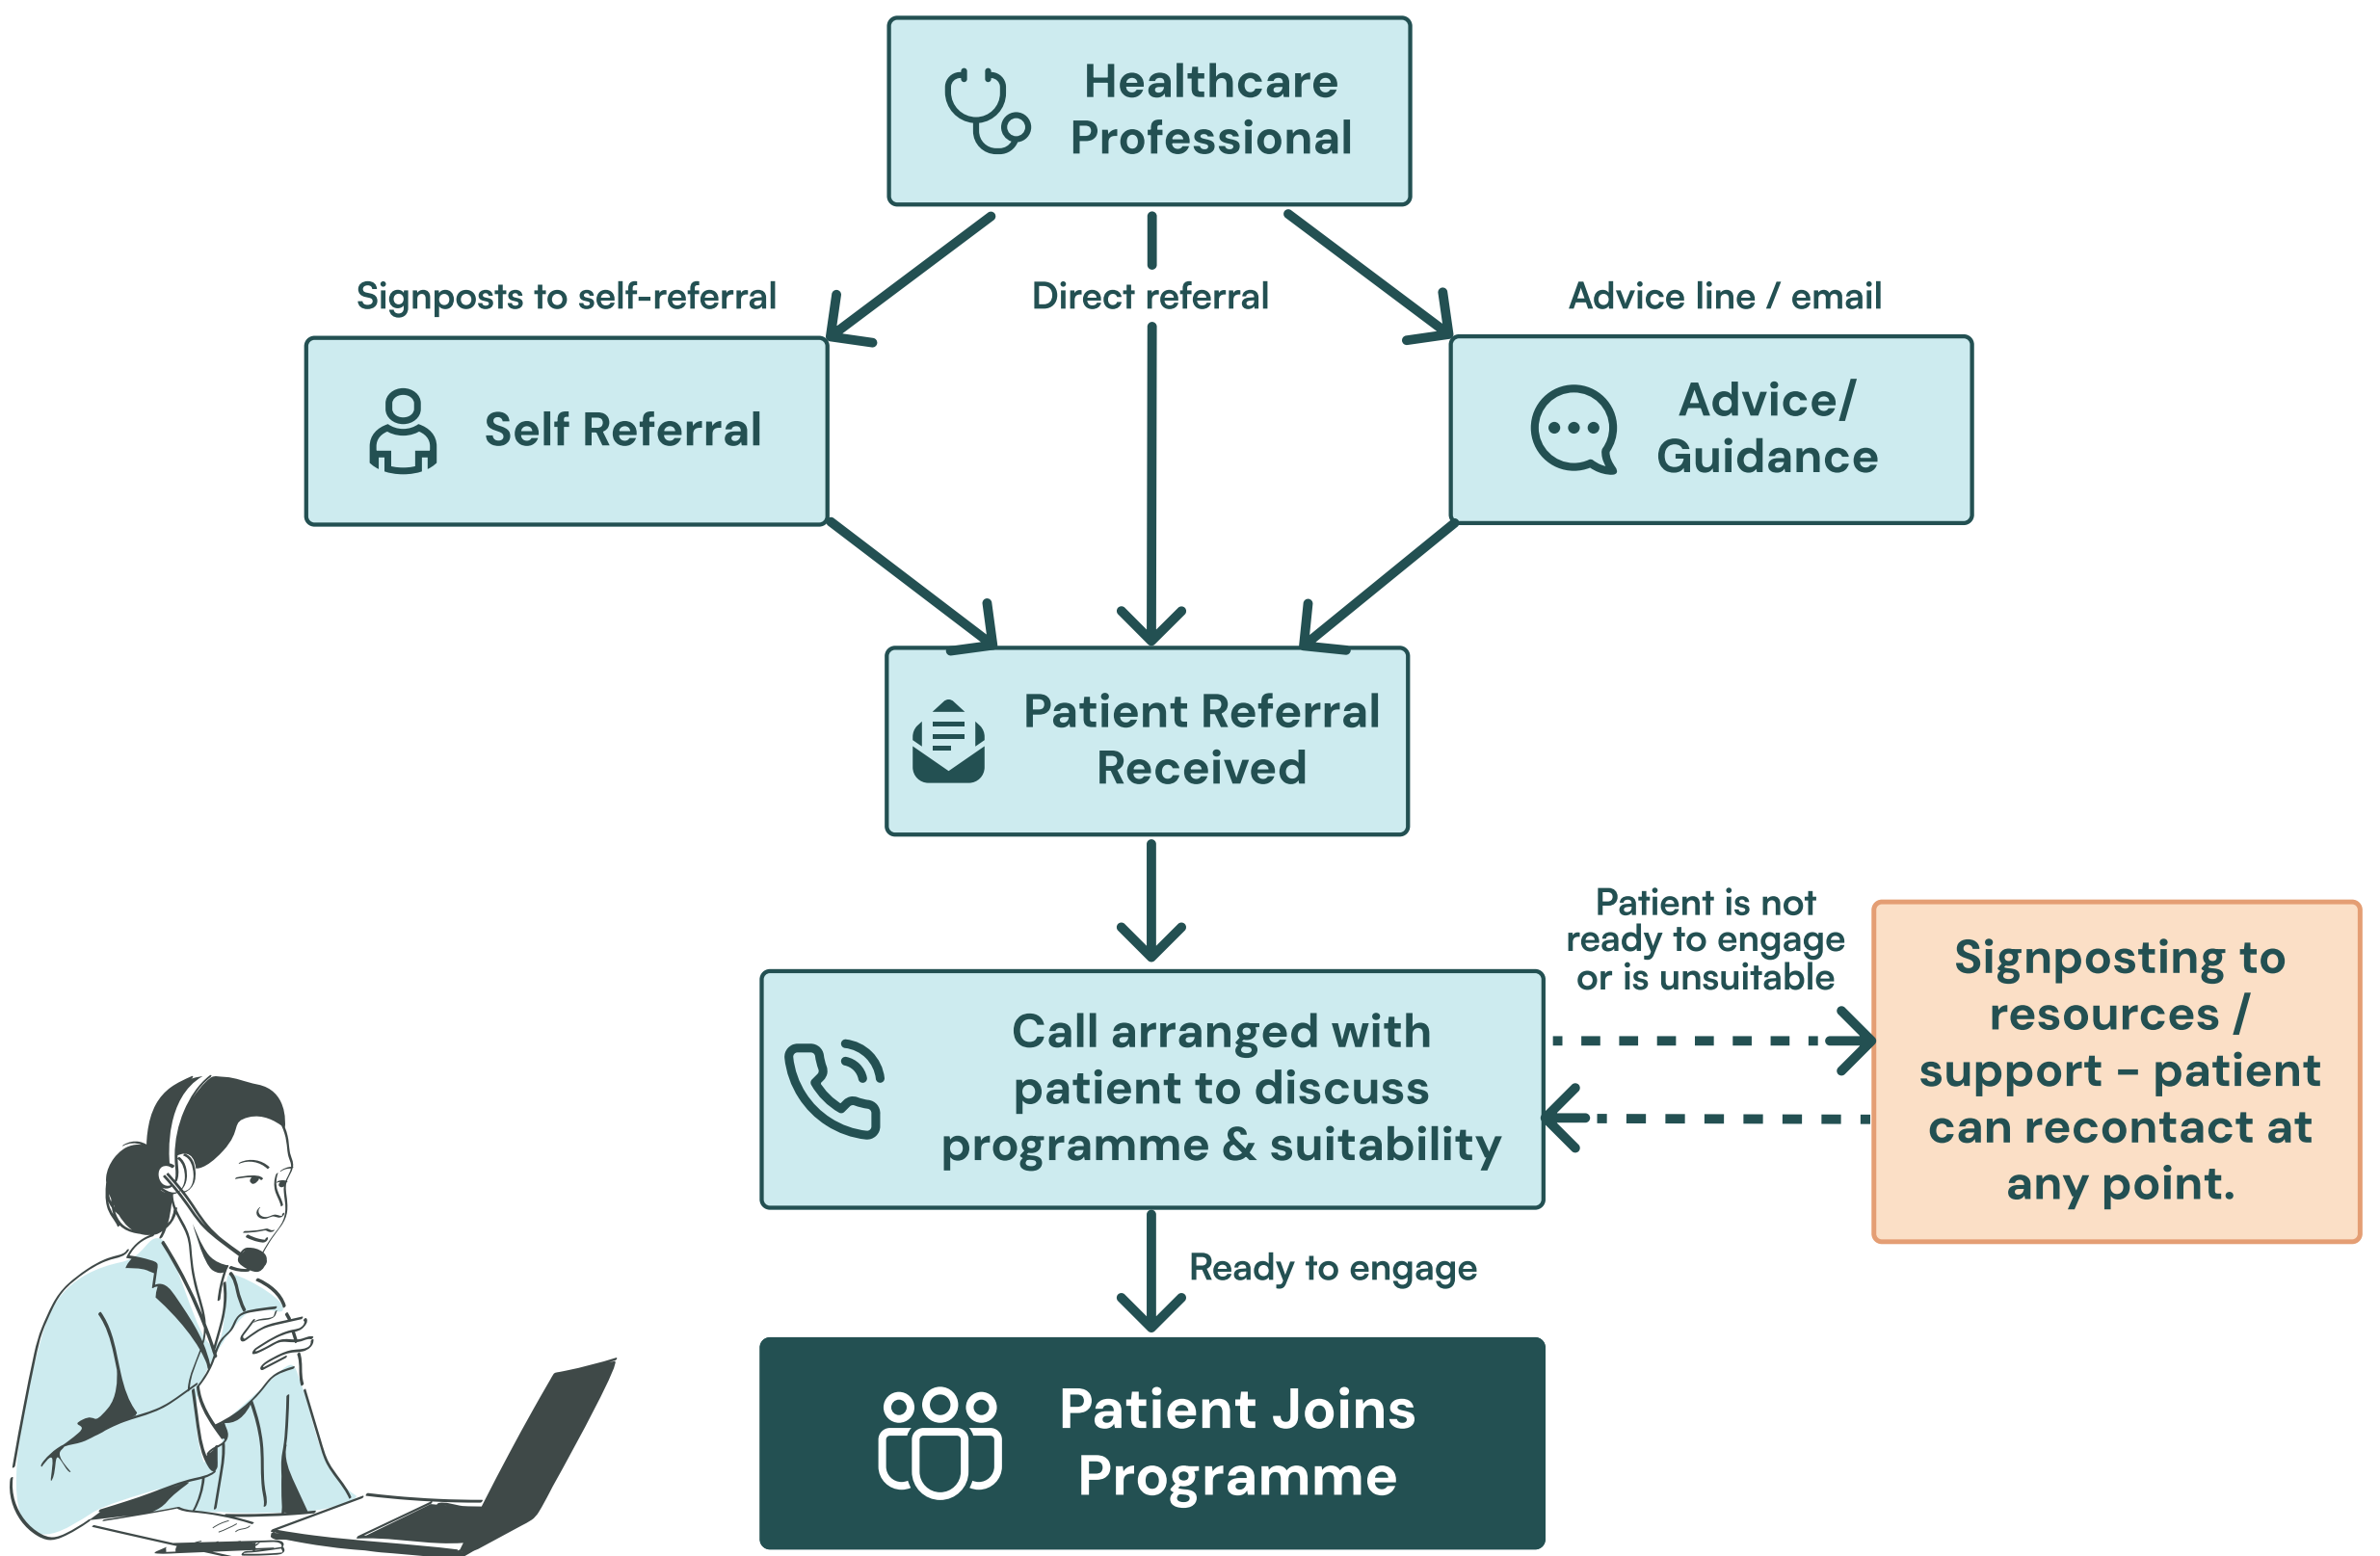 Healthcare
Professional
Signposts to self-referral
Direct referral
Advice line / email
Self Referral
Advice/
Guidance
Patient Referral
Received
Patient is not
ready to engage
or is unsuitable
Signposting to
resources /
support – patient
can recontact at
any point.
Call arranged with
patient to discuss
programme & suitability
Ready to engage
Patient Joins
Programme